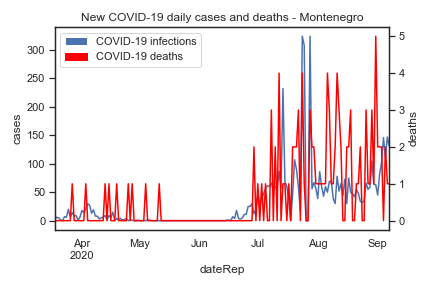 New COVID-19 daily cases and deaths - Montenegro
COVID-19 infections
COVID-19 deaths
300
250
200
150
100
50
0
cases
5
4
3
2
1
0
deaths
Apr
2020
May
Jun
Jul
Aug
Sep
dateRep